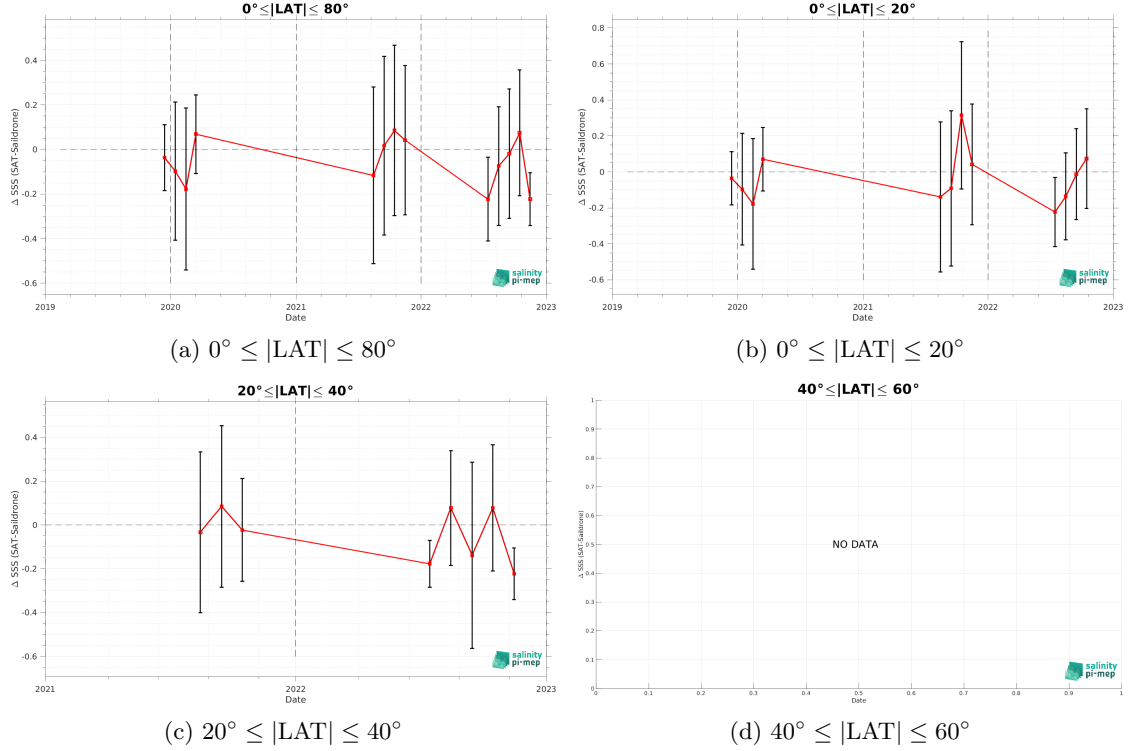 0°≤|LAT|≤ 80°
Δ SSS (SAT-Saildrone)
0.4
0.2
0
-0.2
-0.4
-0.6
2019
2020
2021
2022
2023
Date
salinity
pi-mep
(a) 0° ≤ |LAT| ≤ 80°
0°≤|LAT|≤ 20°
Δ SSS (SAT-Saildrone)
0.8
0.6
0.4
0.2
0
-0.2
-0.4
-0.6
2019
2020
2021
2022
2023
Date
salinity
pi-mep
(b) 0° ≤ |LAT| ≤ 20°
20°≤|LAT|≤ 40°
Δ SSS (SAT-Saildrone)
0.4
0.2
0
-0.2
-0.4
-0.6
2021
2022
2023
Date
salinity
pi-mep
(c) 20° ≤ |LAT| ≤ 40°
40°≤|LAT|≤ 60°
Δ SSS (SAT-Saildrone)
1
0.9
0.8
0.7
0.6
0.5
0.4
0.3
0.2
0.1
0
NO DATA
0
0.1
0.2
0.3
0.4
0.5
0.6
0.7
0.8
0.9
1
Date
salinity
pi-mep
(d) 40° ≤ |LAT| ≤ 60°